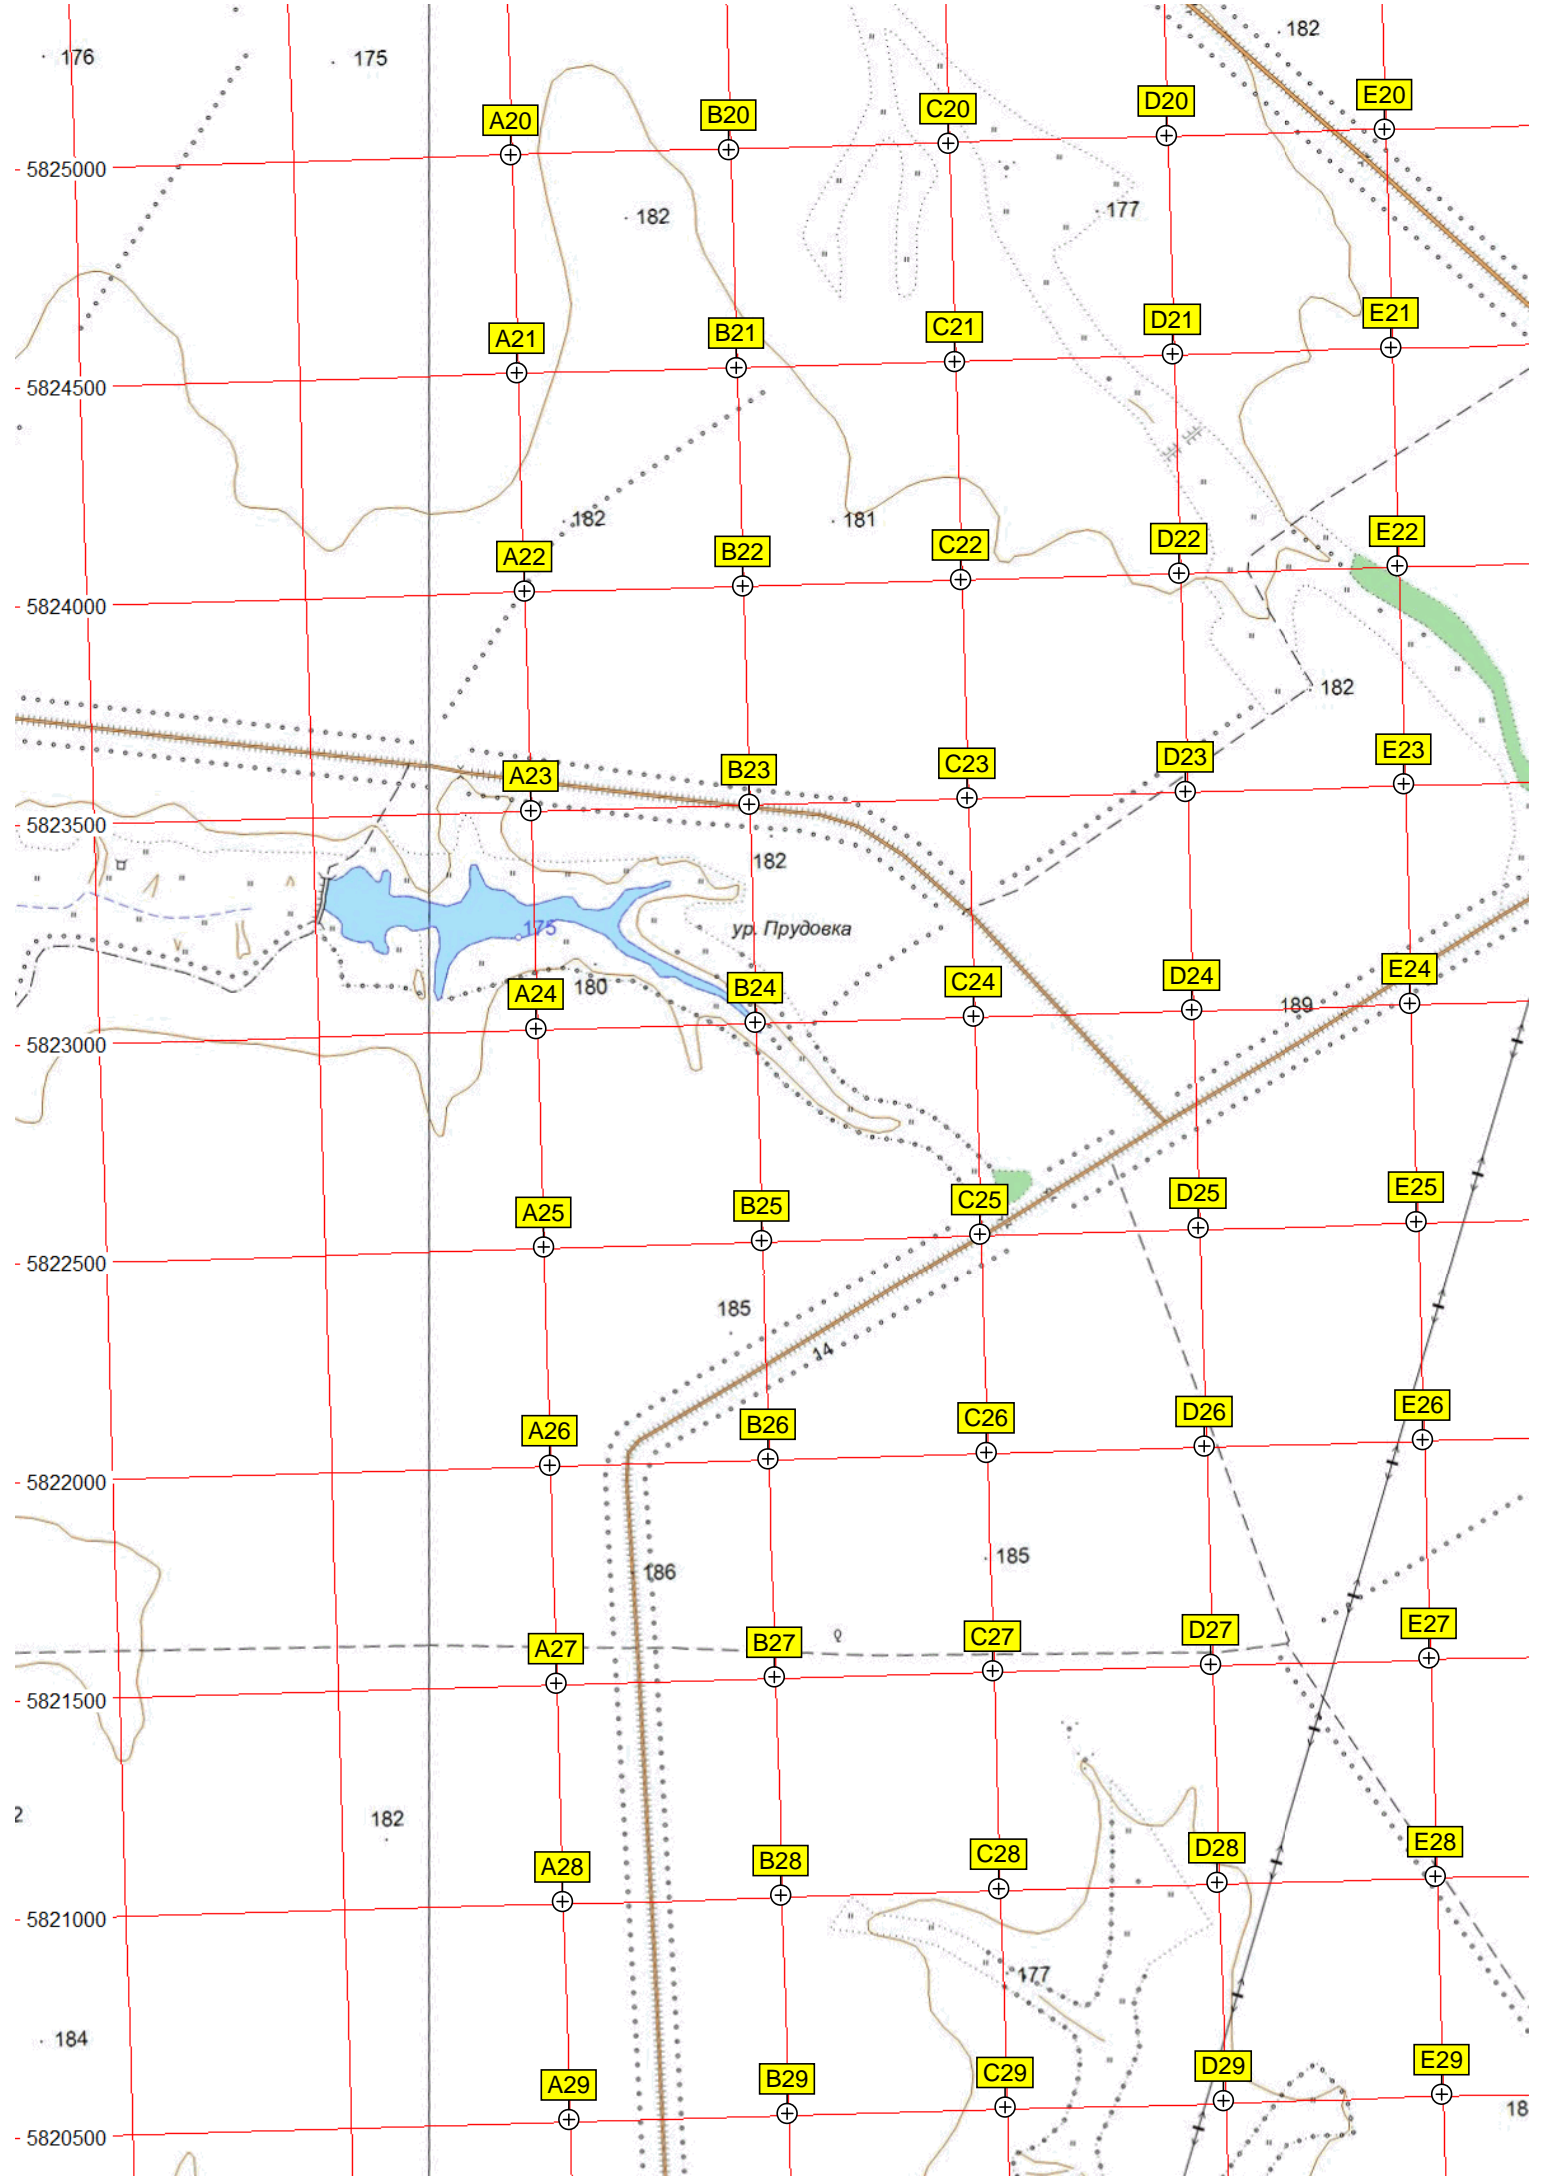 182
176
175
E20
D20
C20
B20
A20
5825000
177
182
E21
D21
C21
B21
A21
5824500
182
181
E22
D22
C22
B22
A22
5824000
182
E23
D23
C23
B23
A23
5823500
182
ур. Прудовка
175
E24
D24
C24
B24
A24
180
189
5823000
E25
D25
C25
B25
A25
5822500
185
14
E26
D26
C26
B26
A26
5822000
185
186
E27
D27
C27
B27
A27
5821500
2
182
E28
D28
C28
B28
A28
5821000
177
184
E29
D29
C29
B29
A29
18
5820500